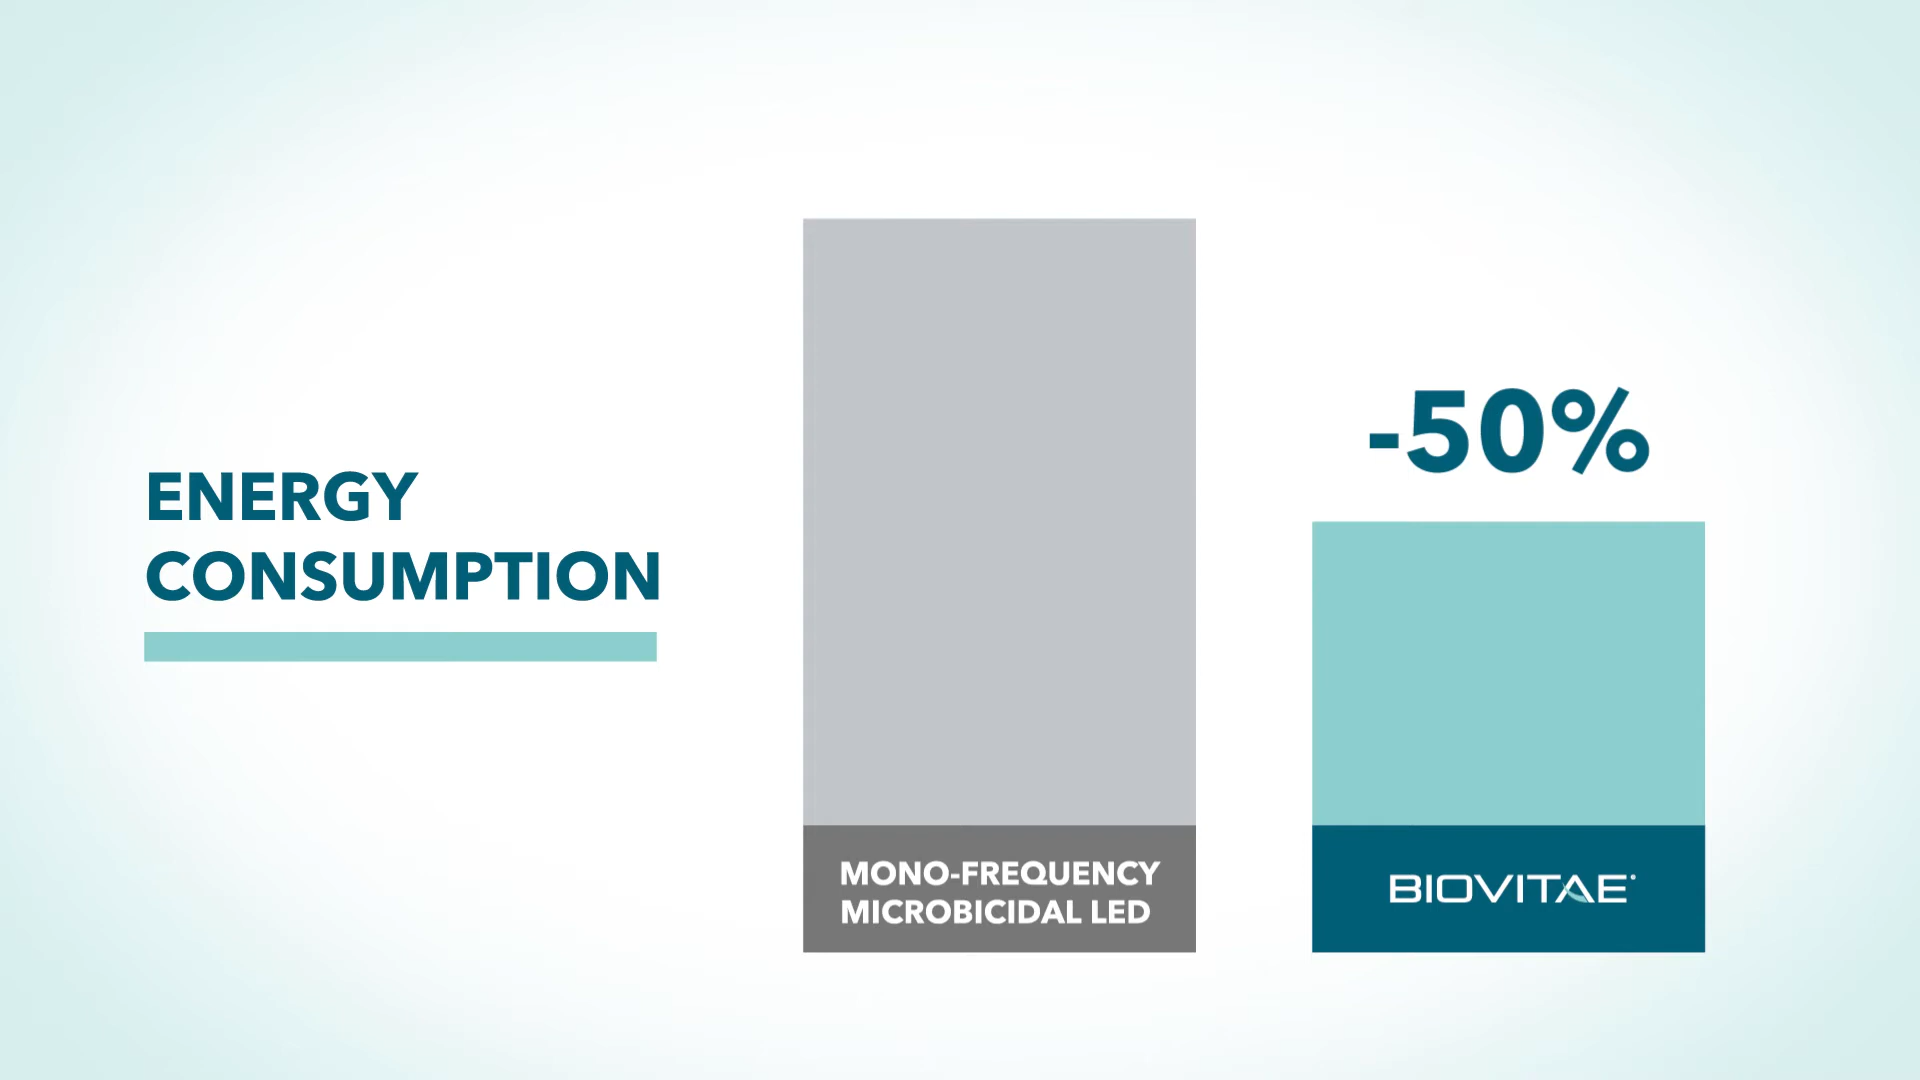 ENERGY
CONSUMPTION
-50%
MONO-FREQUENCY
MICROBICIDAL LED
BIOVITAE